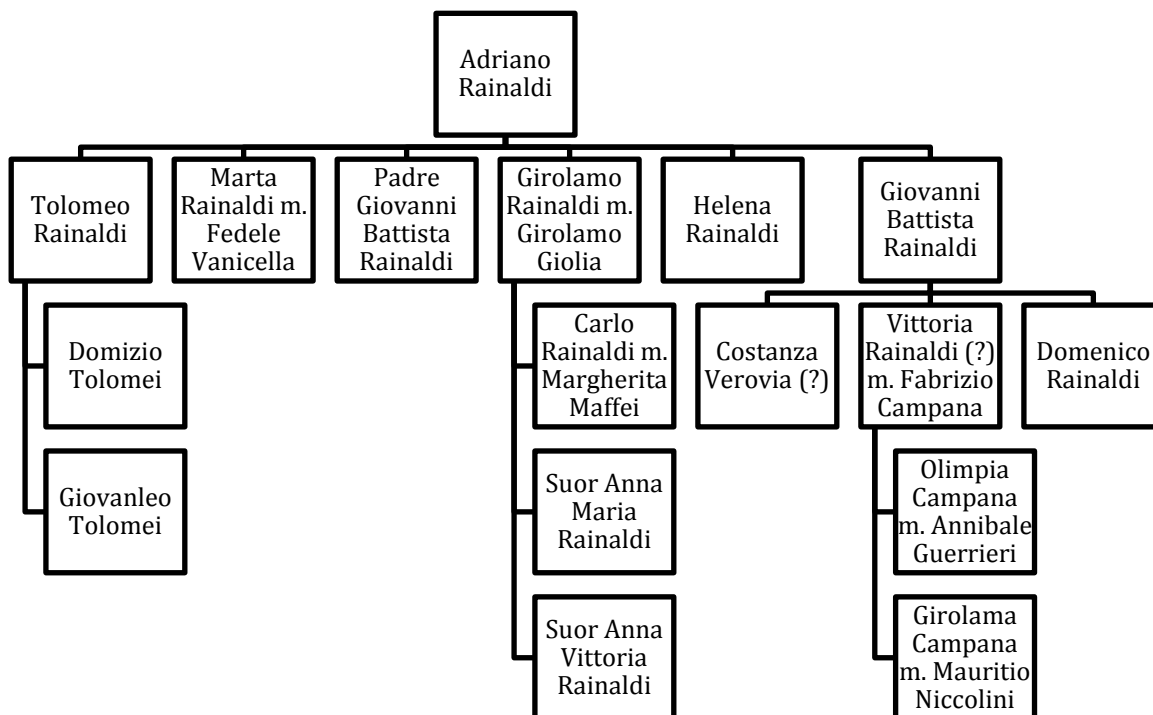 Adriano
Rainaldi
Tolomeo
Rainaldi
Marta
Rainaldi m.
Fedele
Vanicella
Padre
Giovanni
Battista
Rainaldi
Girolamo
Rainaldi m.
Girolamo
Giolia
Helena
Rainaldi
Giovanni
Battista
Rainaldi
Domizio
Tolomei
Giovanleo
Tolomei
Carlo
Rainaldi m.
Margherita
Maffei
Suor Anna
Maria
Rainaldi
Suor Anna
Vittoria
Rainaldi
Costanza
Verovia (?)
Vittoria
Rainaldi (?)
m. Fabrizio
Campana
Domenico
Rainaldi
Olimpia
Campana
m. Annibale
Guerrieri
Girolama
Campana
m. Mauritio
Niccolini